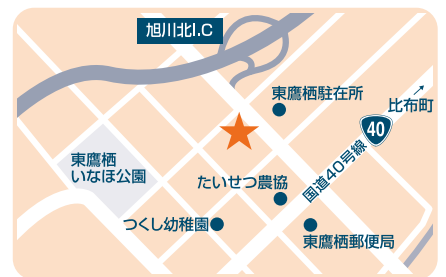 旭川北I.C
東鷹栖駐在所
比布町
40
東鷹栖
いなほ公園
国道40号線
たいせつ農協
つくし幼稚園
東鷹栖郵便局